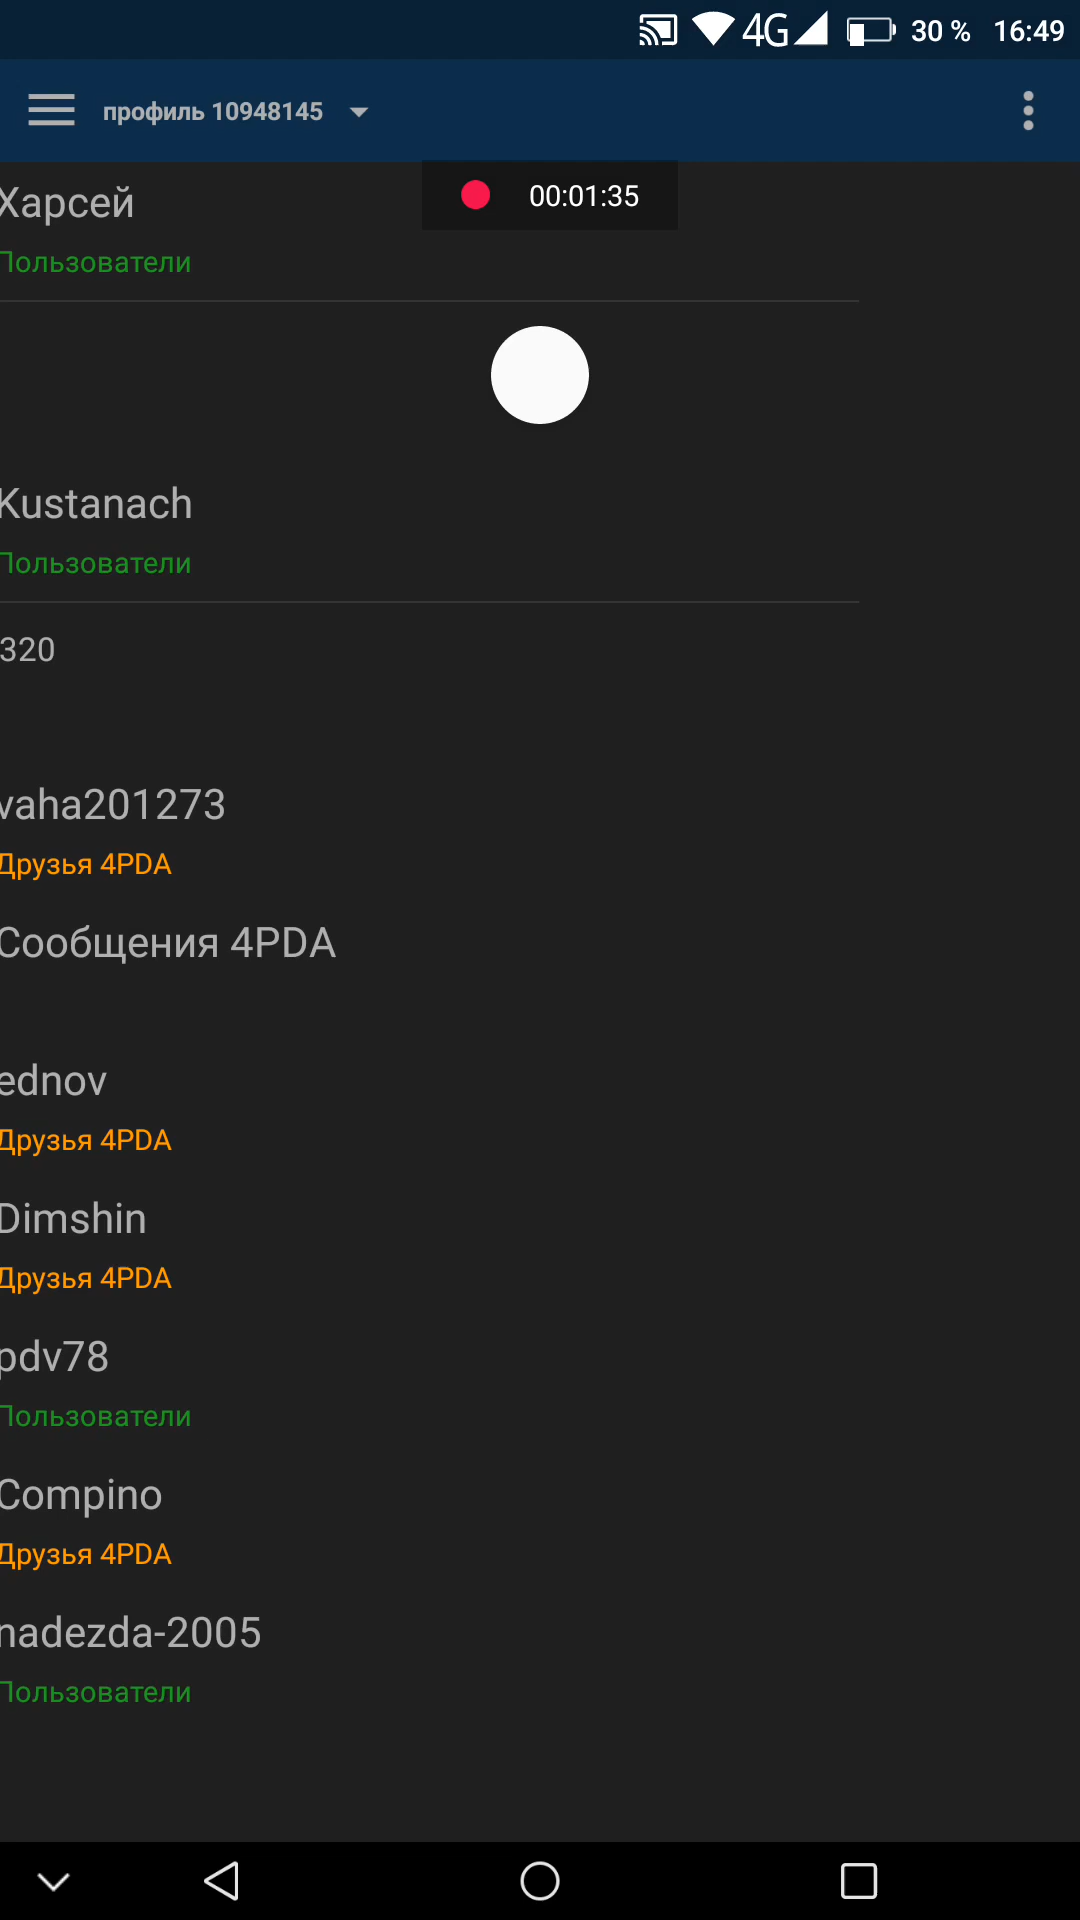 4G 30 % 16:49
профиль 10948145
00:01:35
Харсей
Пользователи
Kustanach
Пользователи
320
vaha201273
Друзья 4PDA
Сообщения 4PDA
ednov
Друзья 4PDA
Dimshin
Друзья 4PDA
pdv78
Пользователи
Compino
Друзья 4PDA
nadezda-2005
Пользователи